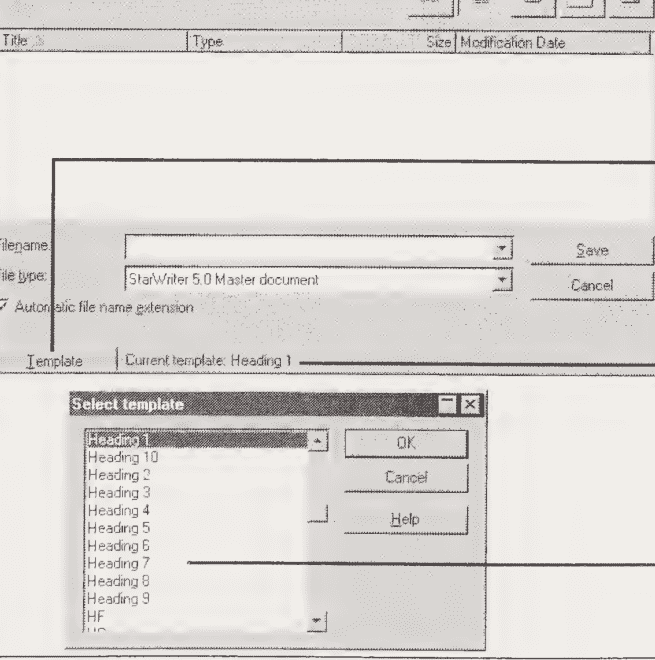 Title Type Size Modification Date
Filename: Save
File type: StarWriter 5.0 Master document Cancel
Automatic file name extension
Template Current template: Heading 1
Select template
Heading 1 OK
Heading 10
Heading 2 Cancel
Heading 3
Heading 4
Heading 5 Help
Heading 6
Heading 7
Heading 8
Heading 9
HF